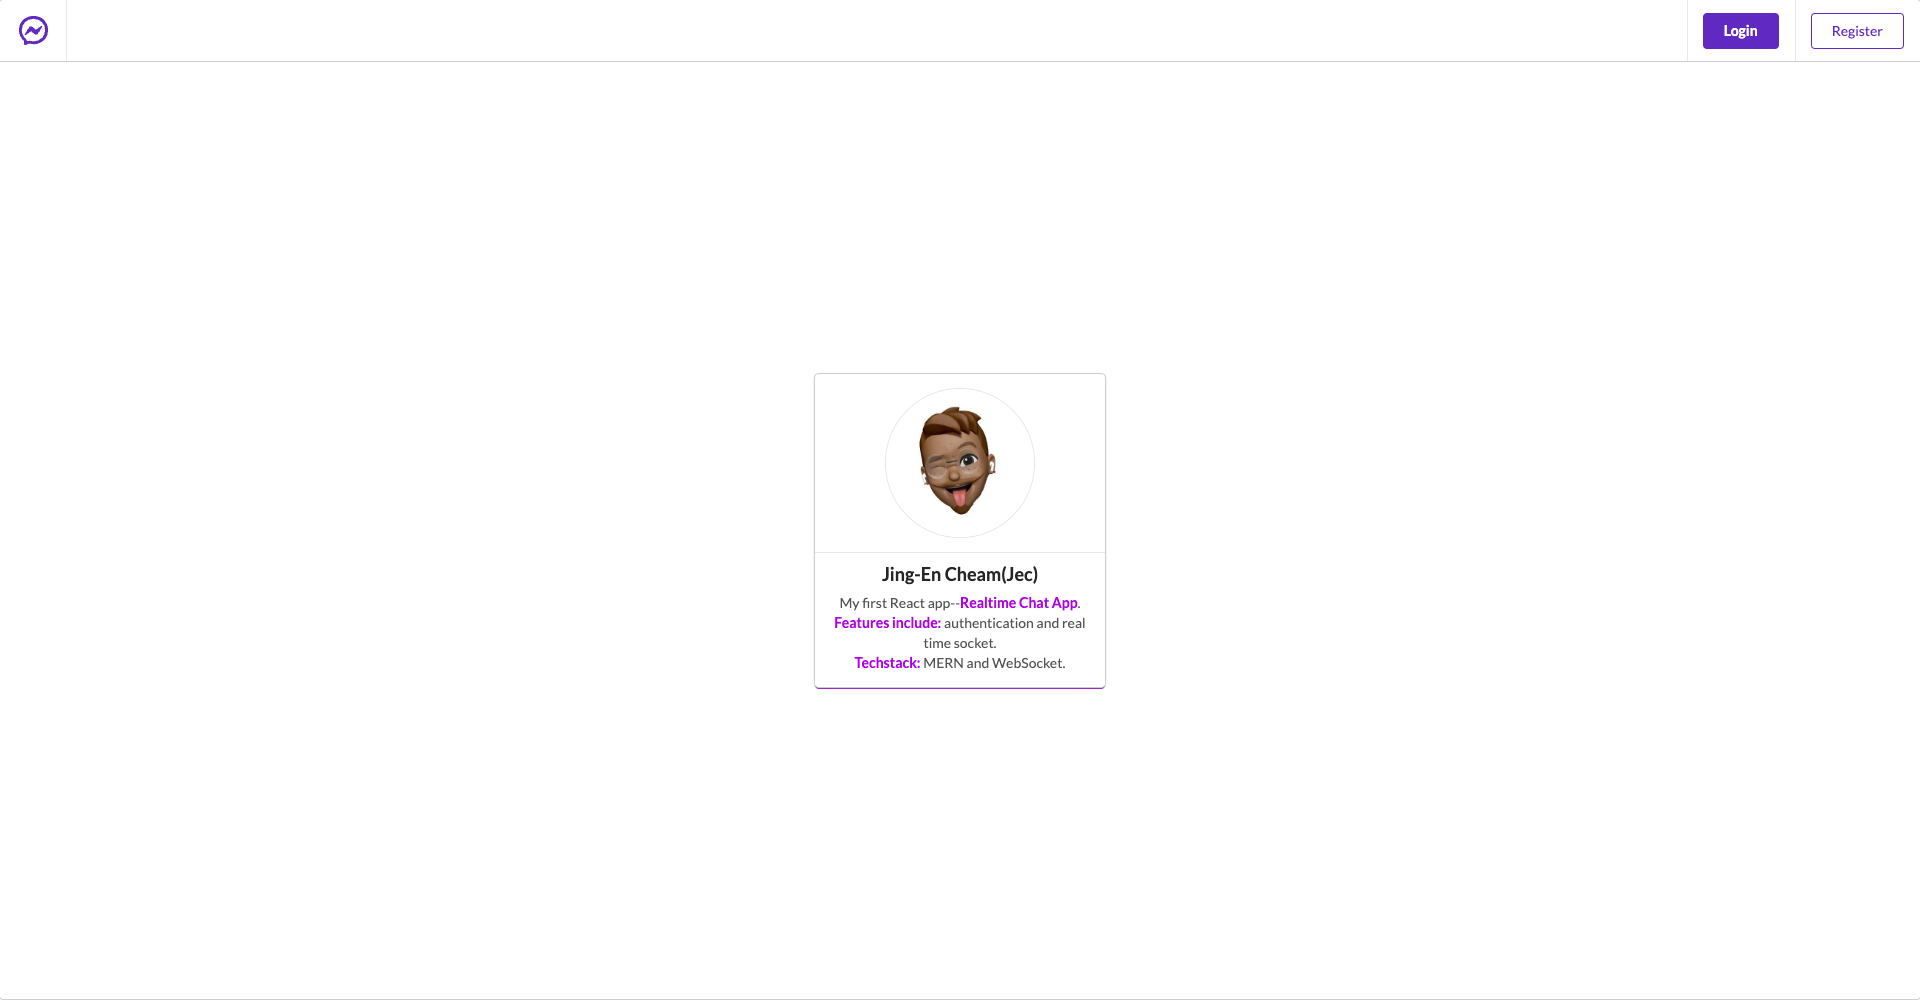 Login
Register
Jing-En Cheam(Jec)
My first React app--Realtime Chat App.
Features include: authentication and real
time socket.
Techstack: MERN and WebSocket.